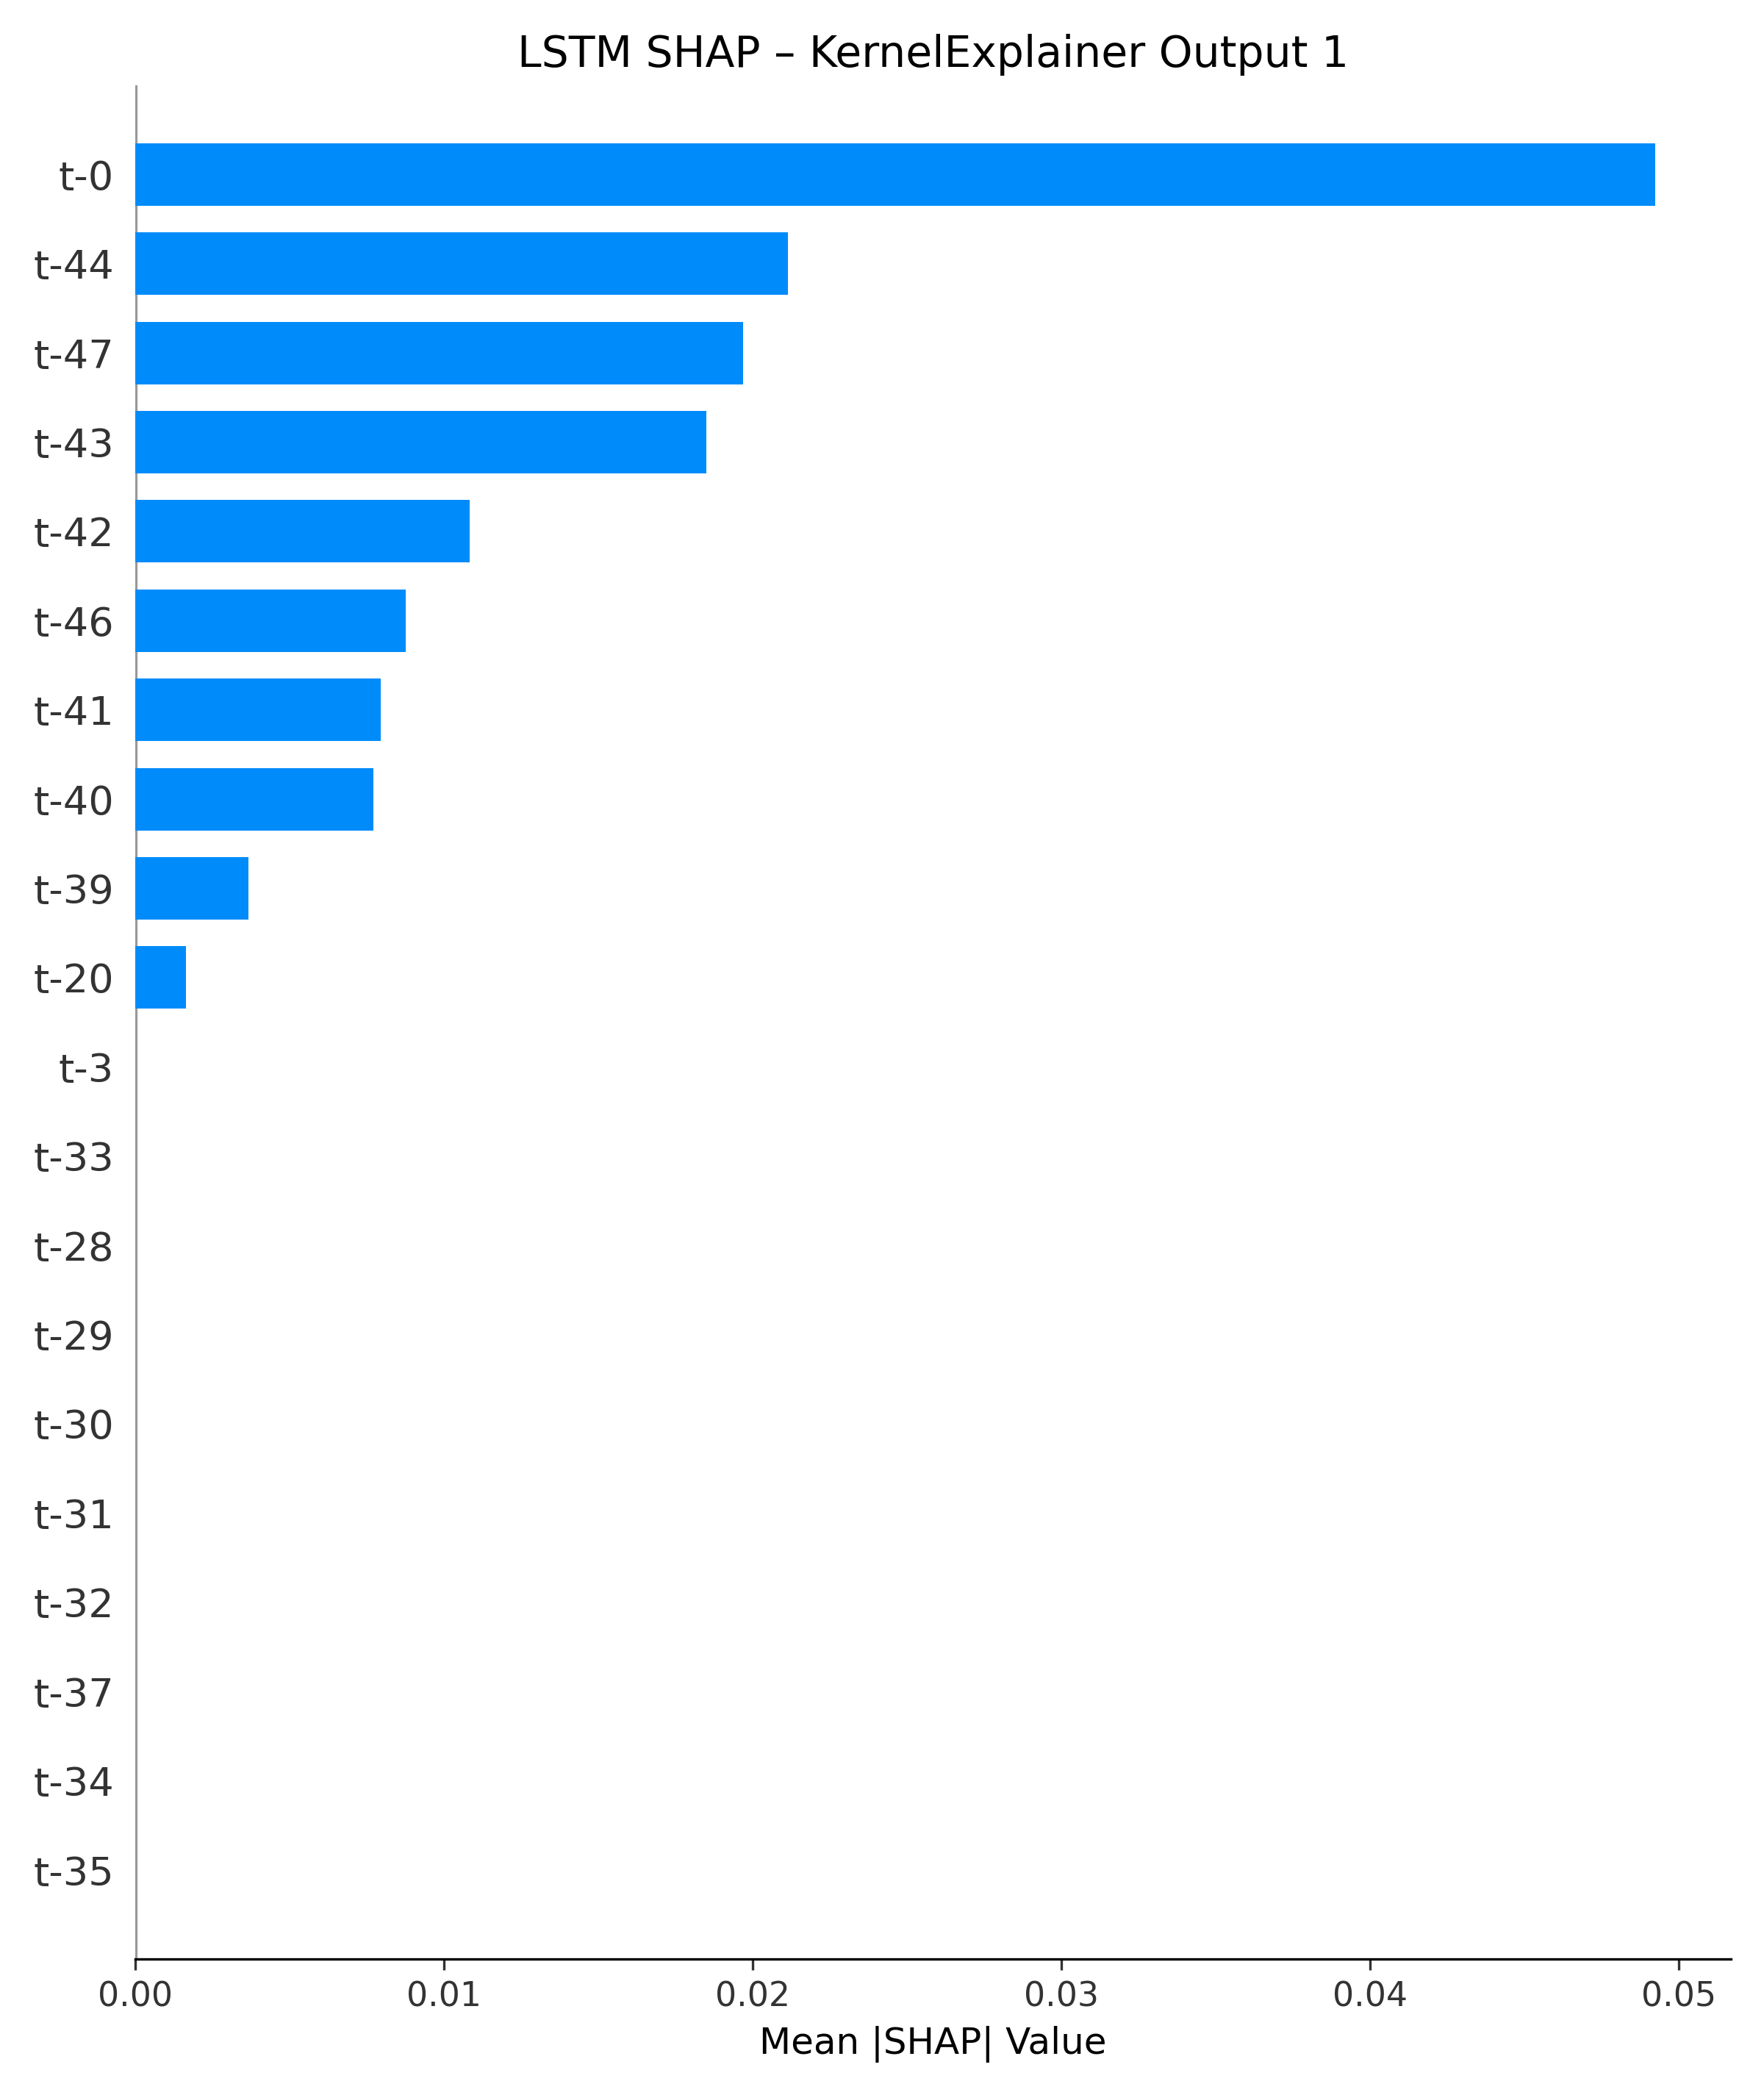 LSTM SHAP – KernelExplainer Output 1
t-0
t-44
t-47
t-43
t-42
t-46
t-41
t-40
t-39
t-20
t-3
t-33
t-28
t-29
t-30
t-31
t-32
t-37
t-34
t-35
0.00 0.01 0.02 0.03 0.04 0.05
Mean |SHAP| Value